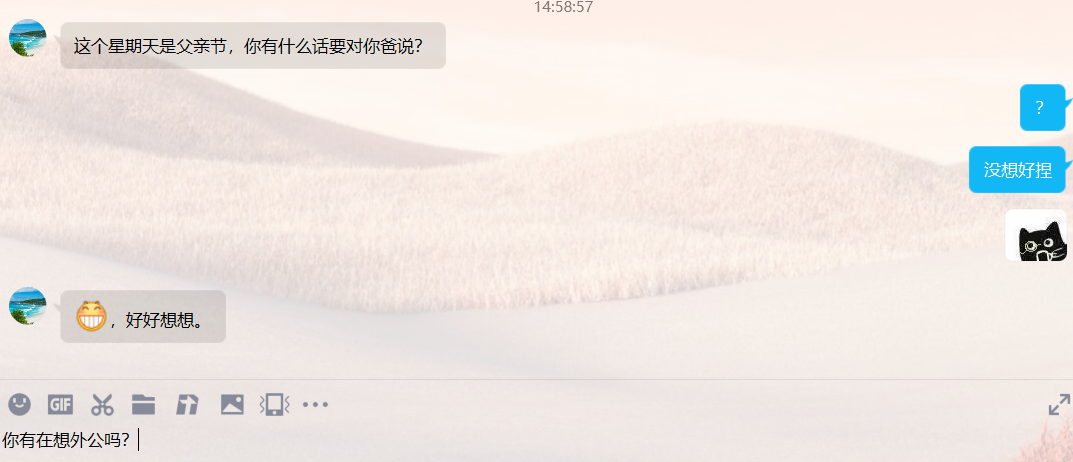 14:58:57
这个星期天是父亲节，你有什么话要对你爸说？
？
没想好捏
，好好想想。
GIF
你有在想外公吗？